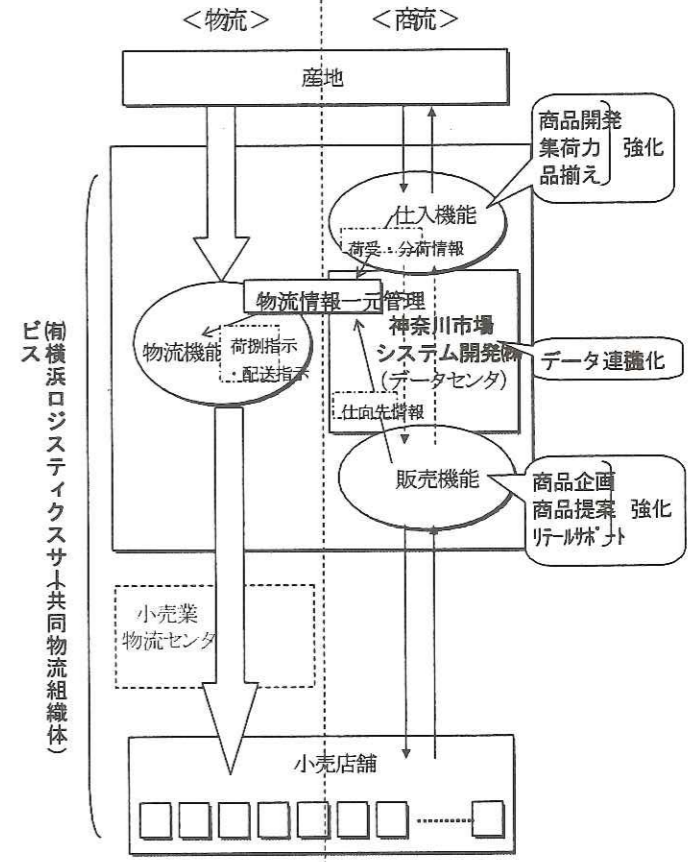 <物流>
<商流>
産地
商品開発
集荷力
品揃え
強化
仕入機能
荷受・分荷情報
物流情報一元管理
物流機能
荷捌指示
・配送指示
神奈川市場
システム開発㈱
(データセンタ)
データ連携強化
仕向先情報
販売機能
商品企画
商品提案
リテールサポート
強化
㈲横浜ロジスティクスサー
ビス
共同物流組織体)
小売業
物流センタ
小売店舗